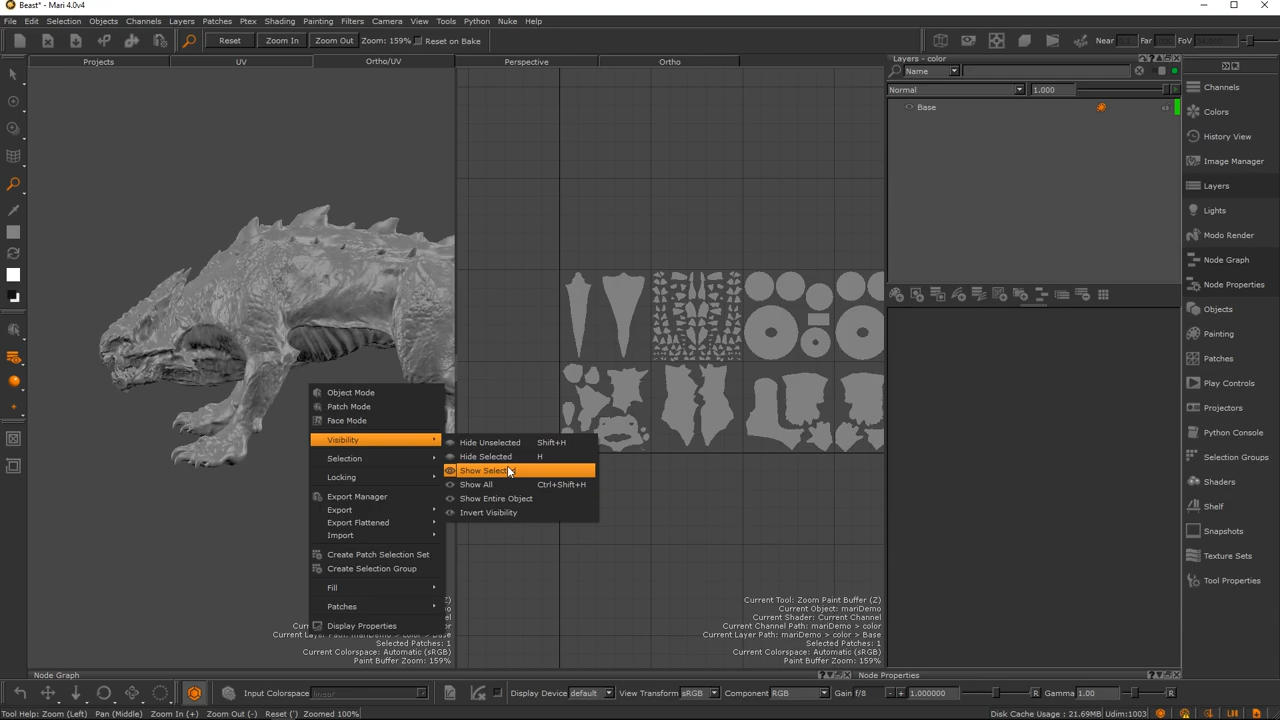 Beast* - Mari 4.0v4
File Edit Selection Objects Channels Layers Patches Ptex Shading Painting Filters Camera View Tools Python Nuke Help
Reset Zoom In Zoom Out Zoom: 159% Reset on Bake Near Far FoV
Projects UV Ortho/UV Perspective Ortho
Layers - color
Name
Normal 1.000
Base
Channels
Colors
History View
Image Manager
Layers
Lights
Modo Render
Node Graph
Node Properties
Objects
Painting
Patches
Play Controls
Projectors
Python Console
Selection Groups
Shaders
Shelf
Snapshots
Texture Sets
Tool Properties
Object Mode
Patch Mode
Face Mode
Visibility
Selection
Locking
Export Manager
Export
Export Flattened
Import
Create Patch Selection Set
Create Selection Group
Fill
Patches
Display Properties
Hide Unselected Shift+H
Hide Selected H
Show Selec
Show All Ctrl+Shift+H
Show Entire Object
Invert Visibility
Selected Patches: 1
Current Colorspace: Automatic (sRGB)
Paint Buffer Zoom: 159%
Current Tool: Zoom Paint Buffer (Z)
Current Object: mariDemo
Current Shader: Current Channel
Current Channel Path: mariDemo > color
Current Layer Path: mariDemo > color > Base
Selected Patches: 1
Current Colorspace: Automatic (sRGB)
Paint Buffer Zoom: 159%
Node Graph Node Properties
Input Colorspace linear Display Device default View Transform sRGB Component RGB Gain f/8 1.000000 R Gamma 1.00 R
Tool Help: Zoom (Left) Pan (Middle) Zoom In (+) Zoom Out (-) Reset (') Zoomed 100% Disk Cache Usage : 21.69MB Udim:1003